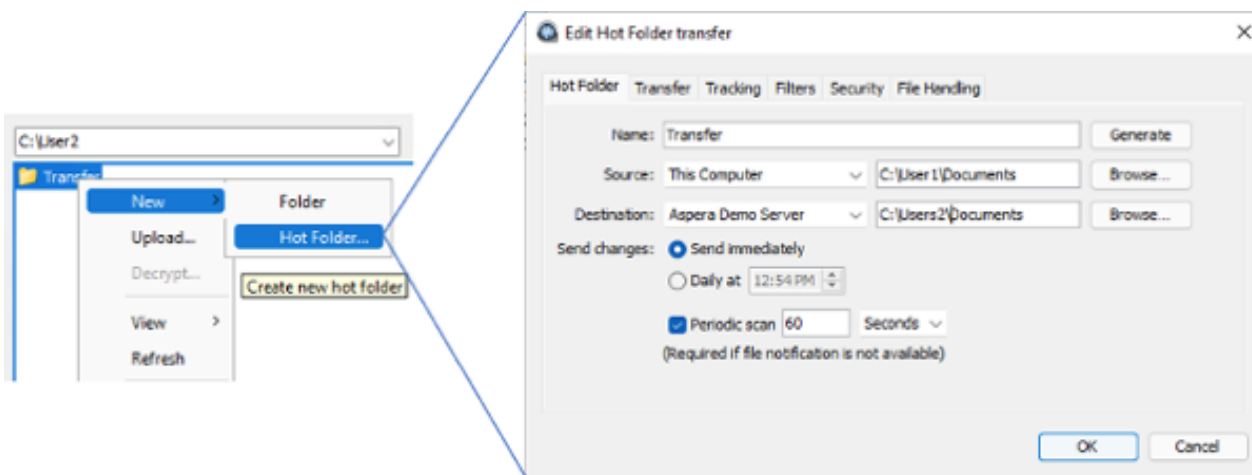 C:\User2
Transfer
New
Folder
Upload...
Hot Folder...
Decrypt...
Create new hot folder
View
Refresh
Edit Hot Folder transfer
Hot Folder Transfer Tracking Filters Security File Handling
Name: Transfer Generate
Source: This Computer C:\User1\Documents Browse...
Destination: Aspera Demo Server C:\Users2\Documents Browse...
Send changes: Send immediately
Daily at 12:54 PM
Periodic scan 60 Seconds
(Required if file notification is not available)
OK Cancel